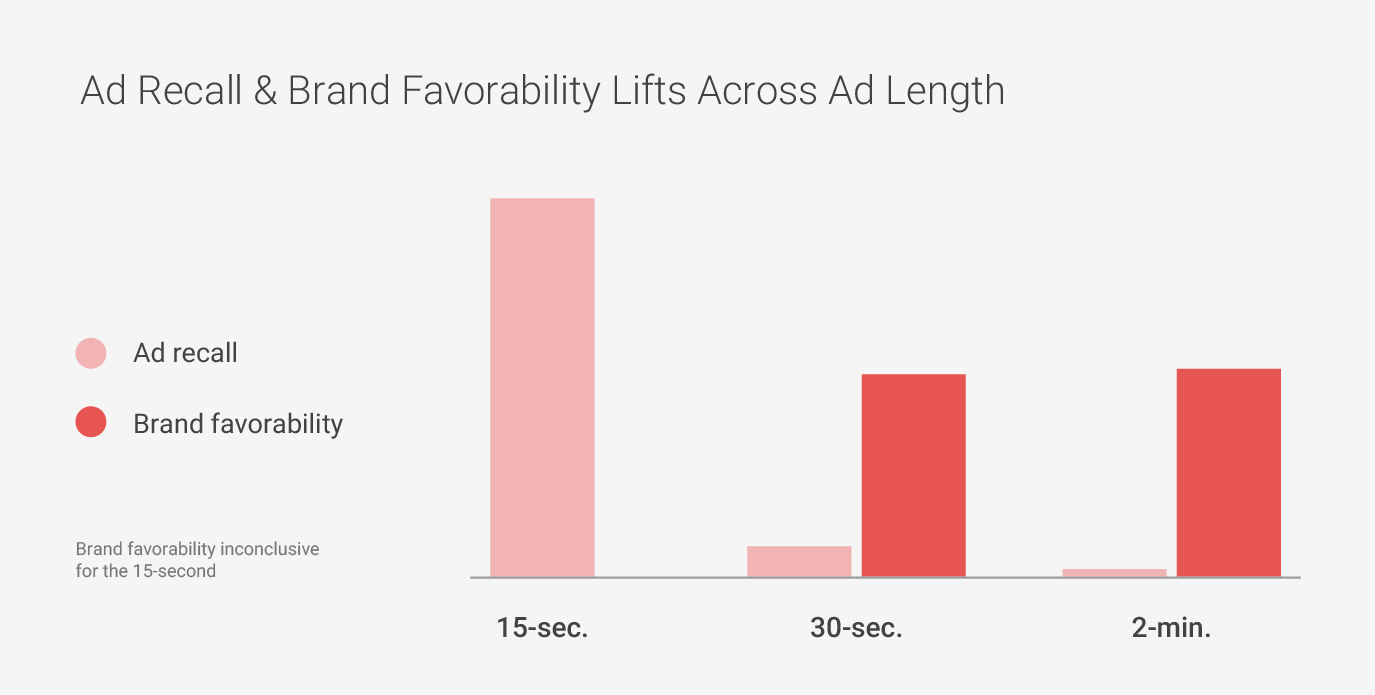 Ad Recall & Brand Favorability Lifts Across Ad Length
Ad recall
Brand favorability
Brand favorability inconclusive
for the 15-second
15-sec.
30-sec.
2-min.